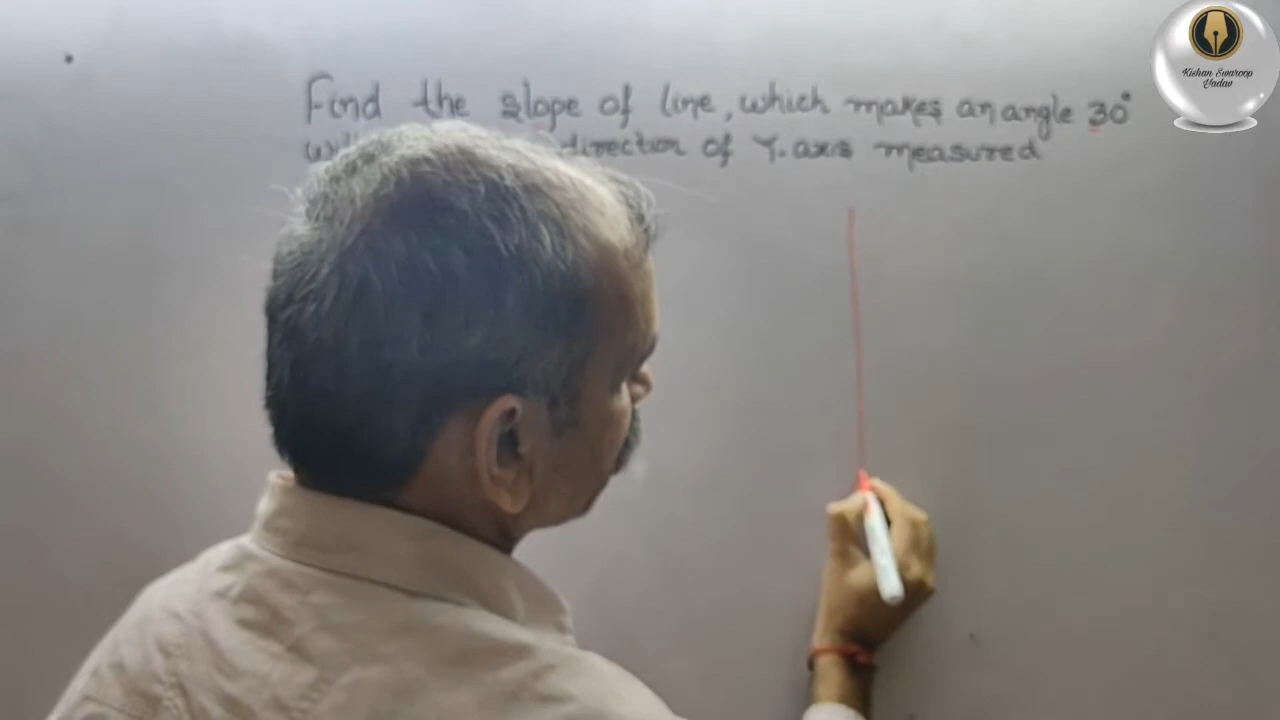 Find the slope of line, which makes an angle 30°
direction of Y.axis measured
Kishan Swaroop
Yadav